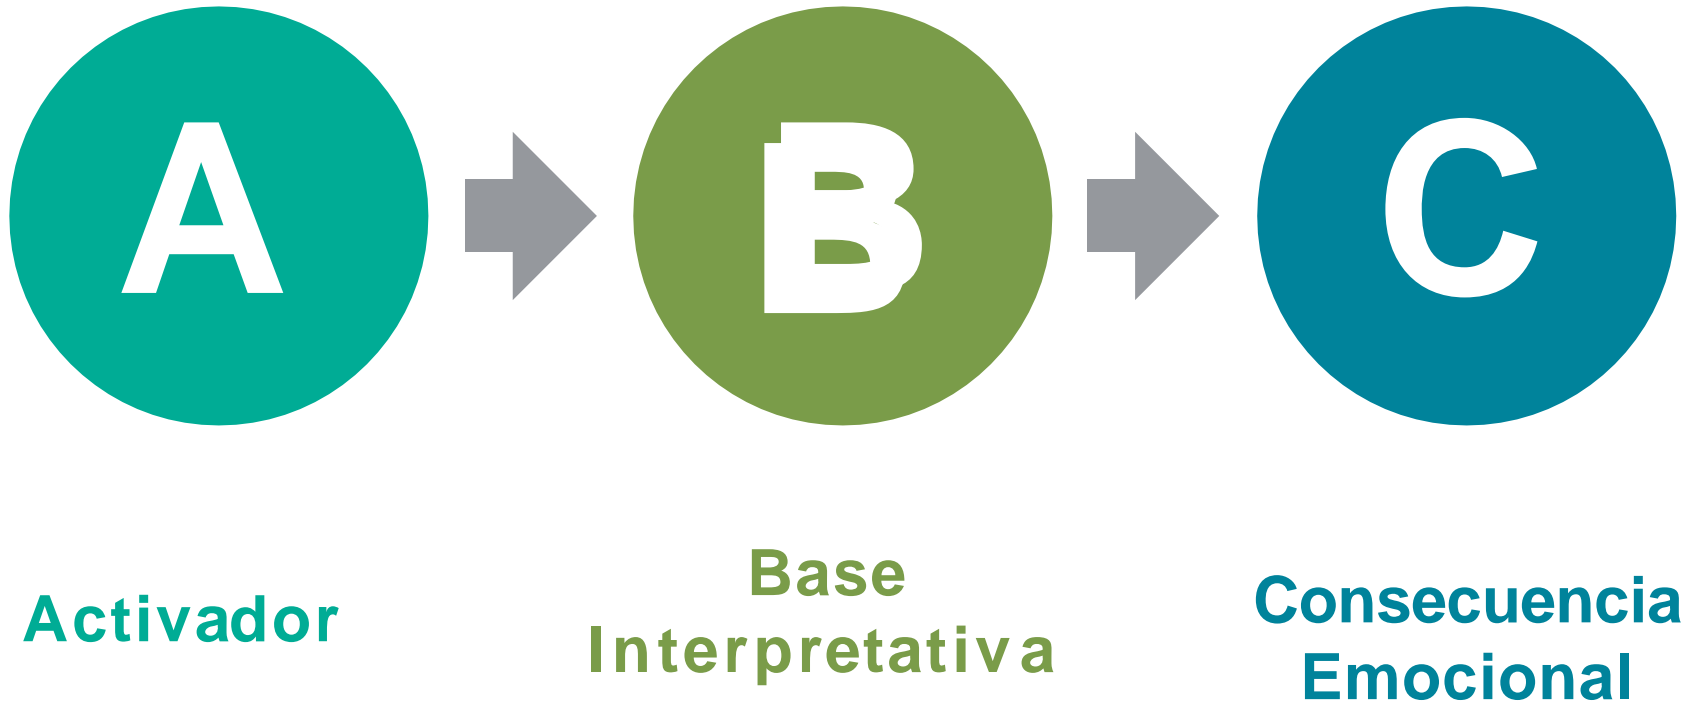 A
B
C
Activador
Base
Interpretativa
Consecuencia
Emocional